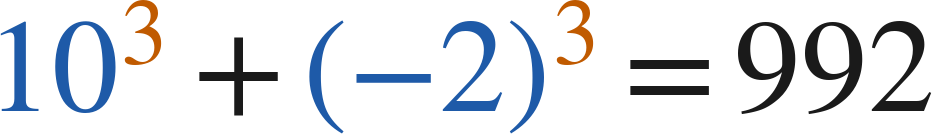 10³ + (−2)³ = 992